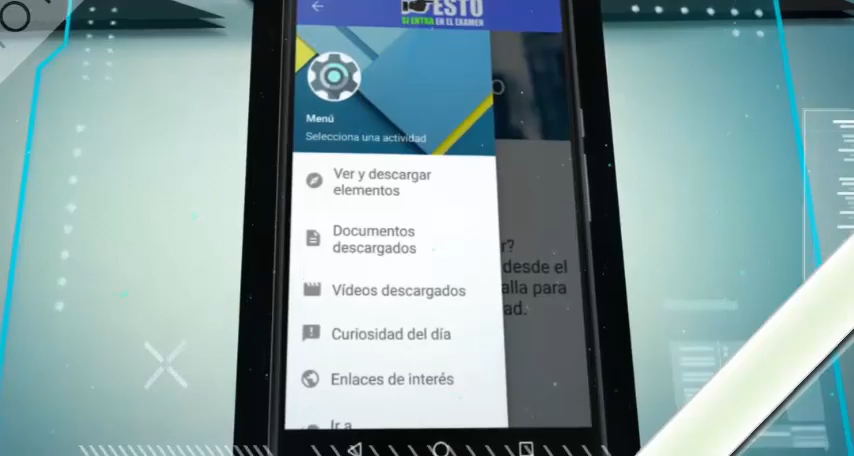 ESTO
SI ENTRA EN EL EXAMEN
Menú
Selecciona una actividad
Ver y descargar
elementos
Documentos
descargados
Vídeos descargados
Curiosidad del día
Enlaces de interés
Ir a
r?
desde el
alla para
ad.